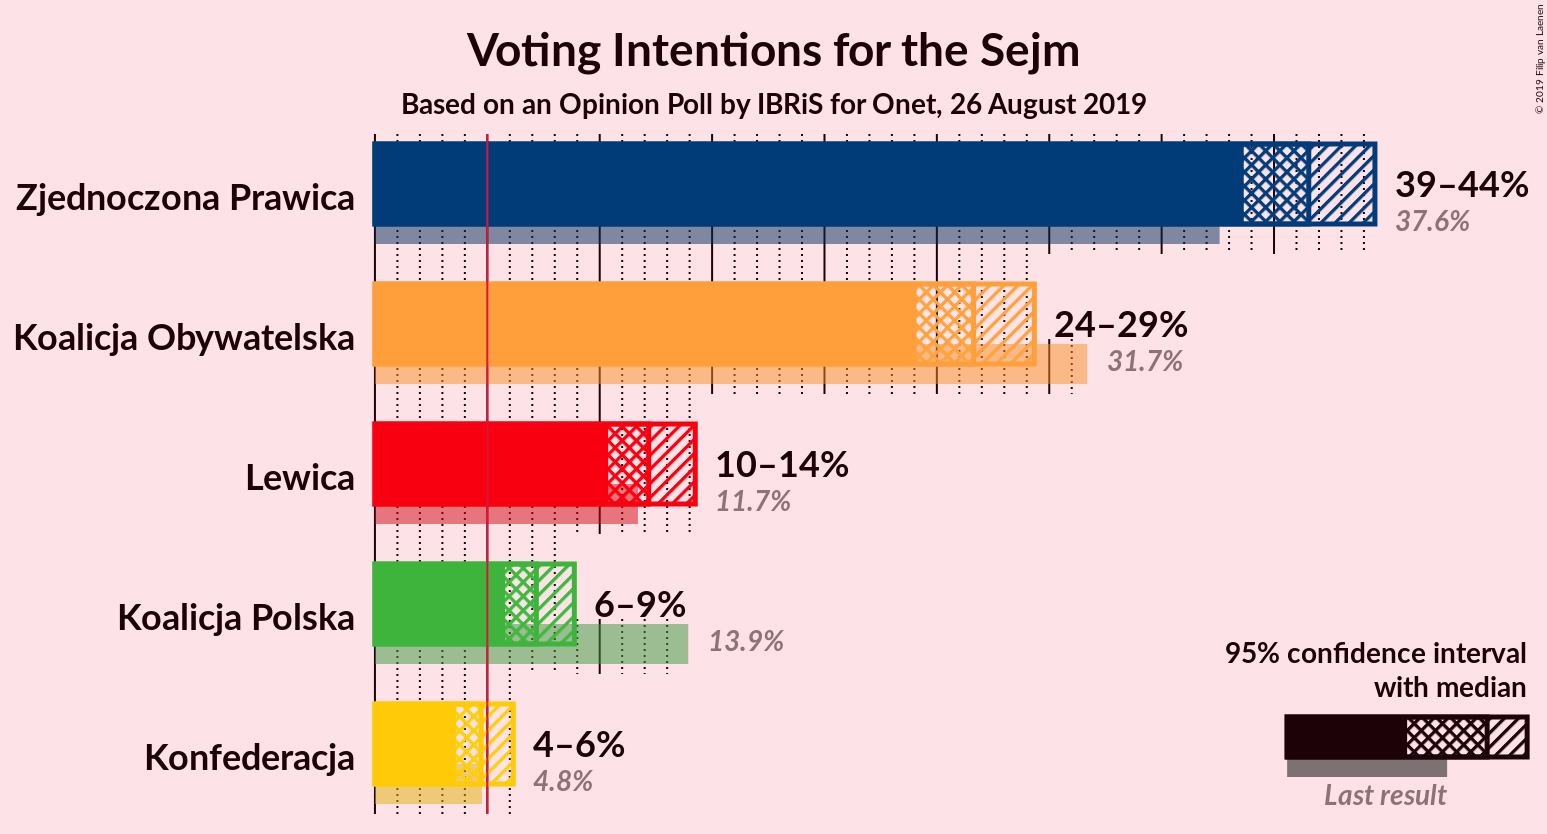 Voting Intentions for the Sejm
Based on an Opinion Poll by IBRiS for Onet, 26 August 2019
© 2019 Filip van Laenen
Zjednoczona Prawica
39–44%
37.6%
Koalicja Obywatelska
24–29%
31.7%
Lewica
10–14%
11.7%
Koalicja Polska
6–9%
13.9%
Konfederacja
4–6%
4.8%
95% confidence interval
with median
Last result